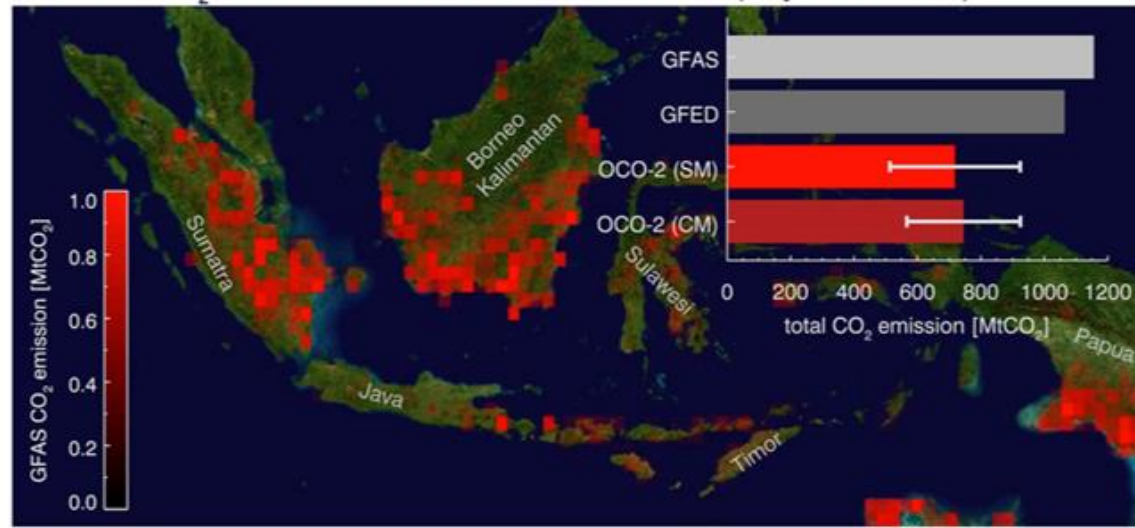 GFAS
GFED
OCO-2 (SM)
OCO-2 (CM)
0 200 400 600 800 1000 1200
total CO₂ emission [MtCO₂]
Borneo
Kalimantan
Sumatra
Sulawesi
Java
Timor
Papua
GFAS CO₂ emission [MtCO₂]
1.0
0.8
0.6
0.4
0.2
0.0